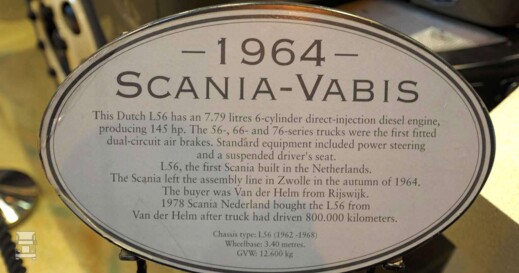 –1964–
SCANIA-VABIS
This Dutch L56 has an 7.79 litres 6-cylinder direct-injection diesel engine,
producing 145 hp. The 56-, 66- and 76-series trucks were the first fitted
dual-circuit air brakes. Standard equipment included power steering
and a suspended driver's seat.
L56, the first Scania built in the Netherlands.
The Scania left the assembly line in Zwolle in the autumn of 1964.
The buyer was Van der Helm from Rijswijk.
1978 Scania Nederland bought the L56 from
Van der Helm after truck had driven 800.000 kilometers.
Chassis type: L56 (1962 -1968)
Wheelbase: 3.40 metres.
GVW: 12,600 kg